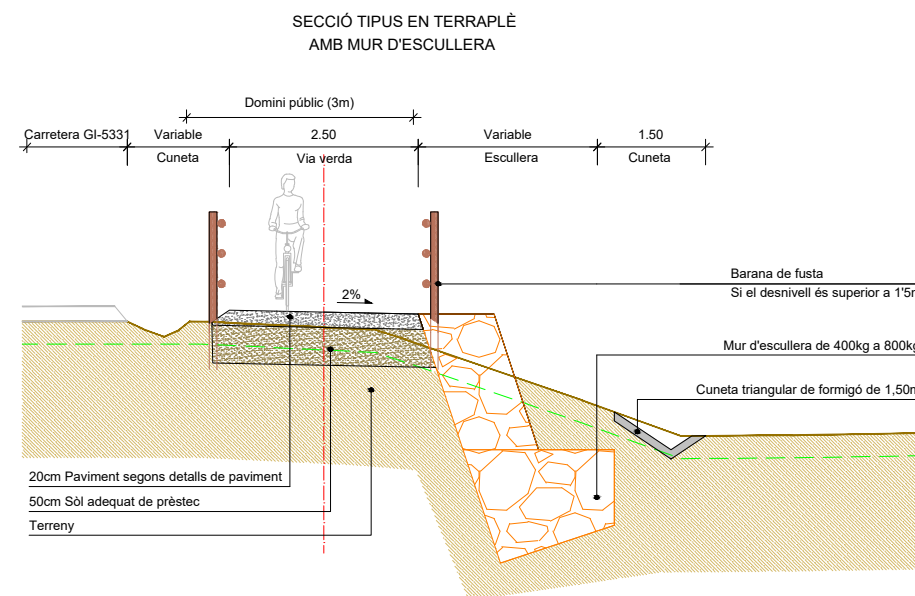 SECCIÓ TIPUS EN TERRAPLÈ
AMB MUR D'ESCULLERA
Domini públic (3m)
Carretera GI-5331
Variable
2.50
Variable
1.50
Cuneta
Via verda
Escullera
Cuneta
2%
Barana de fusta
Si el desnivell és superior a 1'5m
Mur d'escullera de 400kg a 800kg
Cuneta triangular de formigó de 1,50m
20cm Paviment segons detalls de paviment
50cm Sòl adequat de prèstec
Terreny